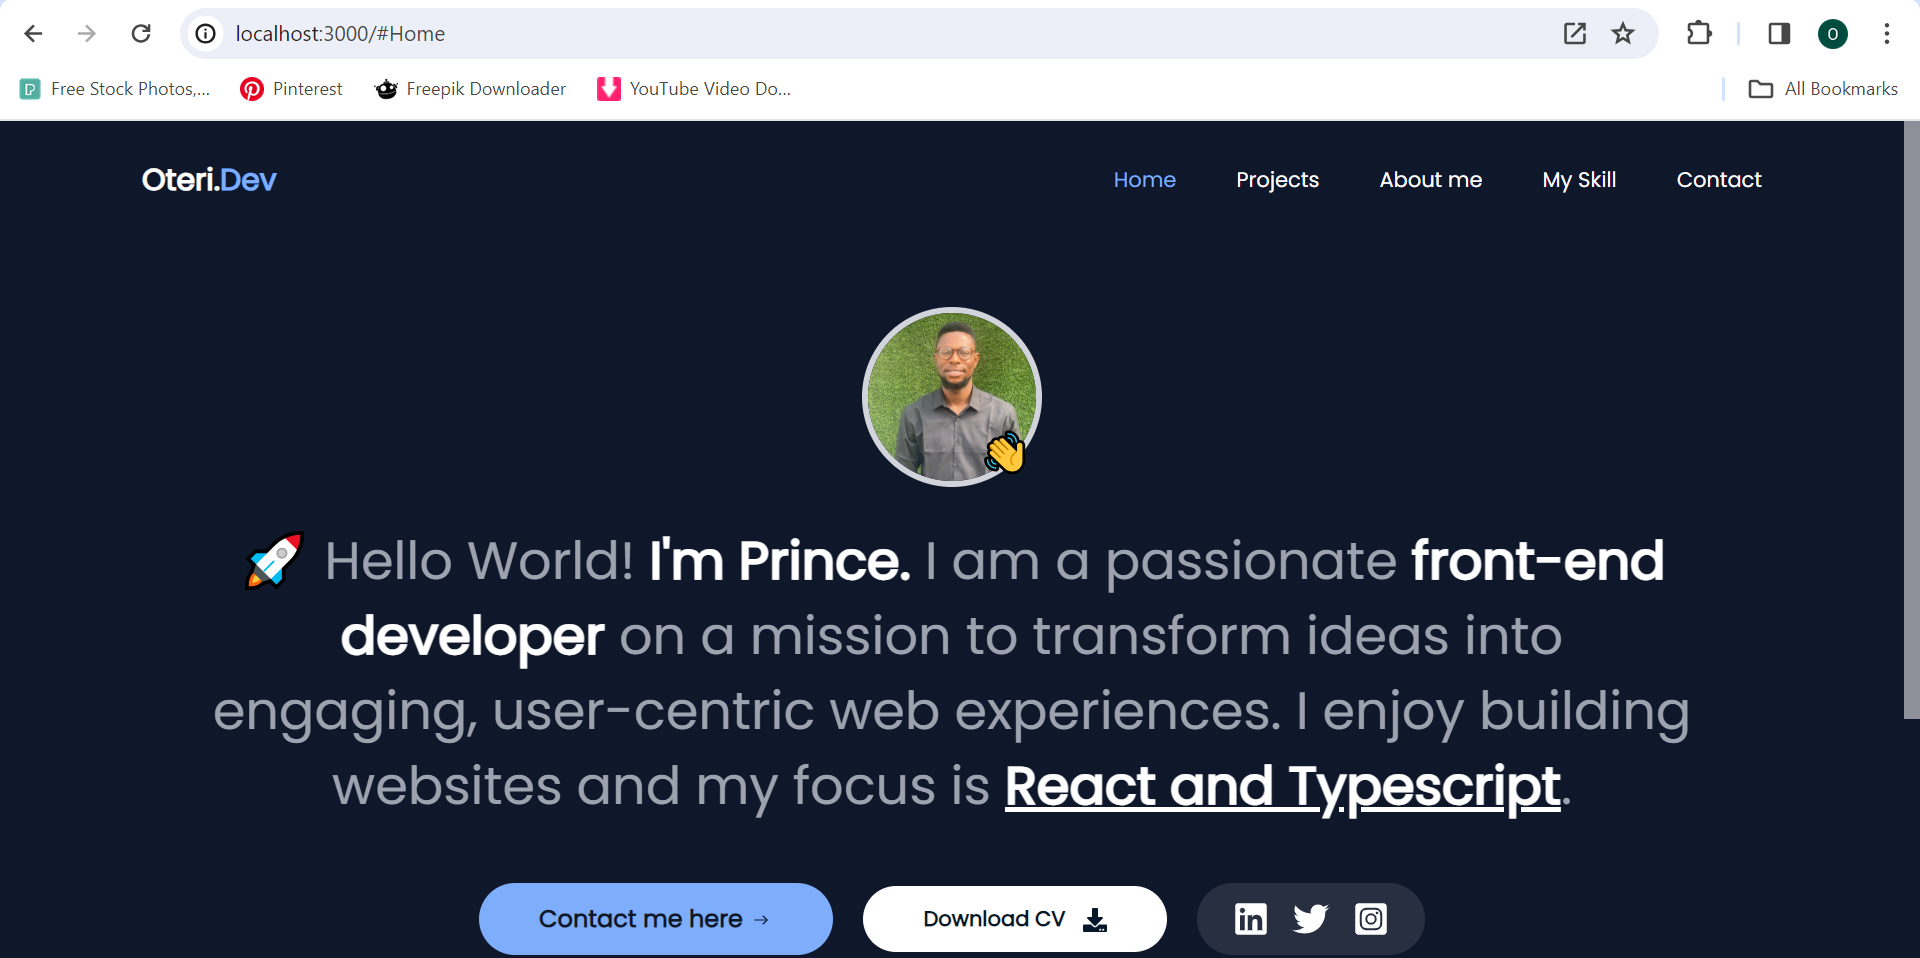 localhost:3000/#Home
O
Free Stock Photos,... Pinterest Freepik Downloader YouTube Video Do... All Bookmarks
Oteri.Dev Home Projects About me My Skill Contact
Hello World! I'm Prince. I am a passionate front-end
developer on a mission to transform ideas into
engaging, user-centric web experiences. I enjoy building
websites and my focus is React and Typescript.
Contact me here → Download CV in